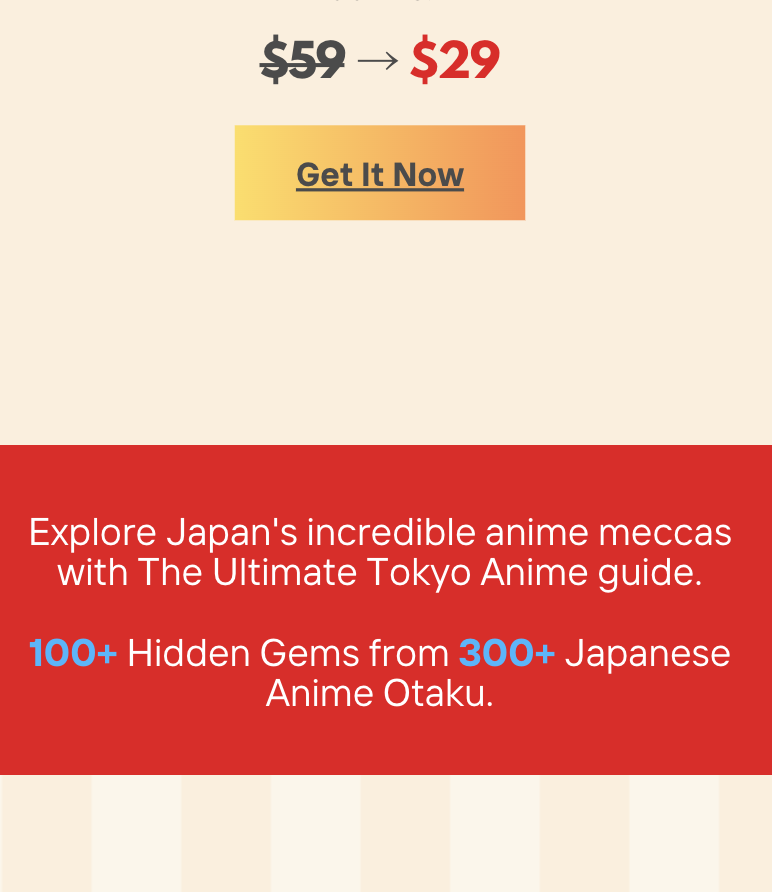 $59 → $29
Get It Now
Explore Japan's incredible anime meccas
with The Ultimate Tokyo Anime guide.
100+ Hidden Gems from 300+ Japanese
Anime Otaku.